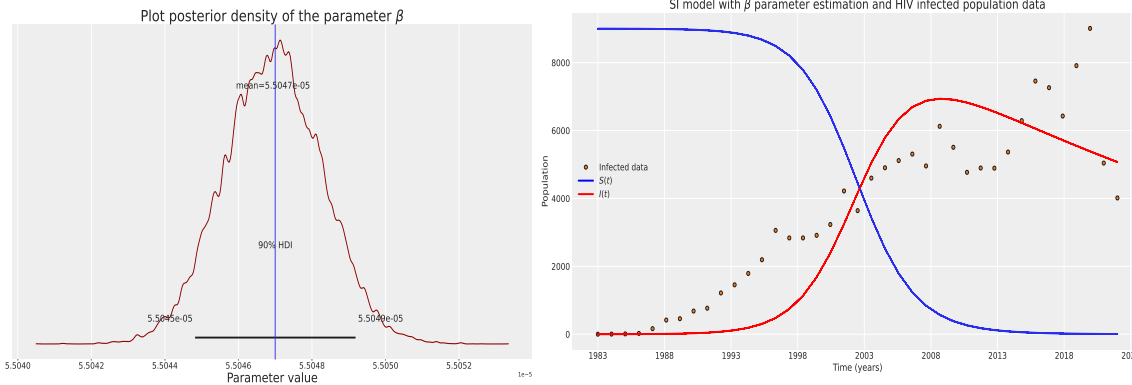 Plot posterior density of the parameter β
mean=5.5047e-05
90% HDI
5.5045e-05
5.5049e-05
5.5040
5.5042
5.5044
5.5046
5.5048
5.5050
5.5052
1e−5
Parameter value
SI model with β parameter estimation and HIV infected population data
8000
6000
4000
2000
0
Population
Infected data
S(t)
I(t)
1983
1988
1993
1998
2003
2008
2013
2018
Time (years)